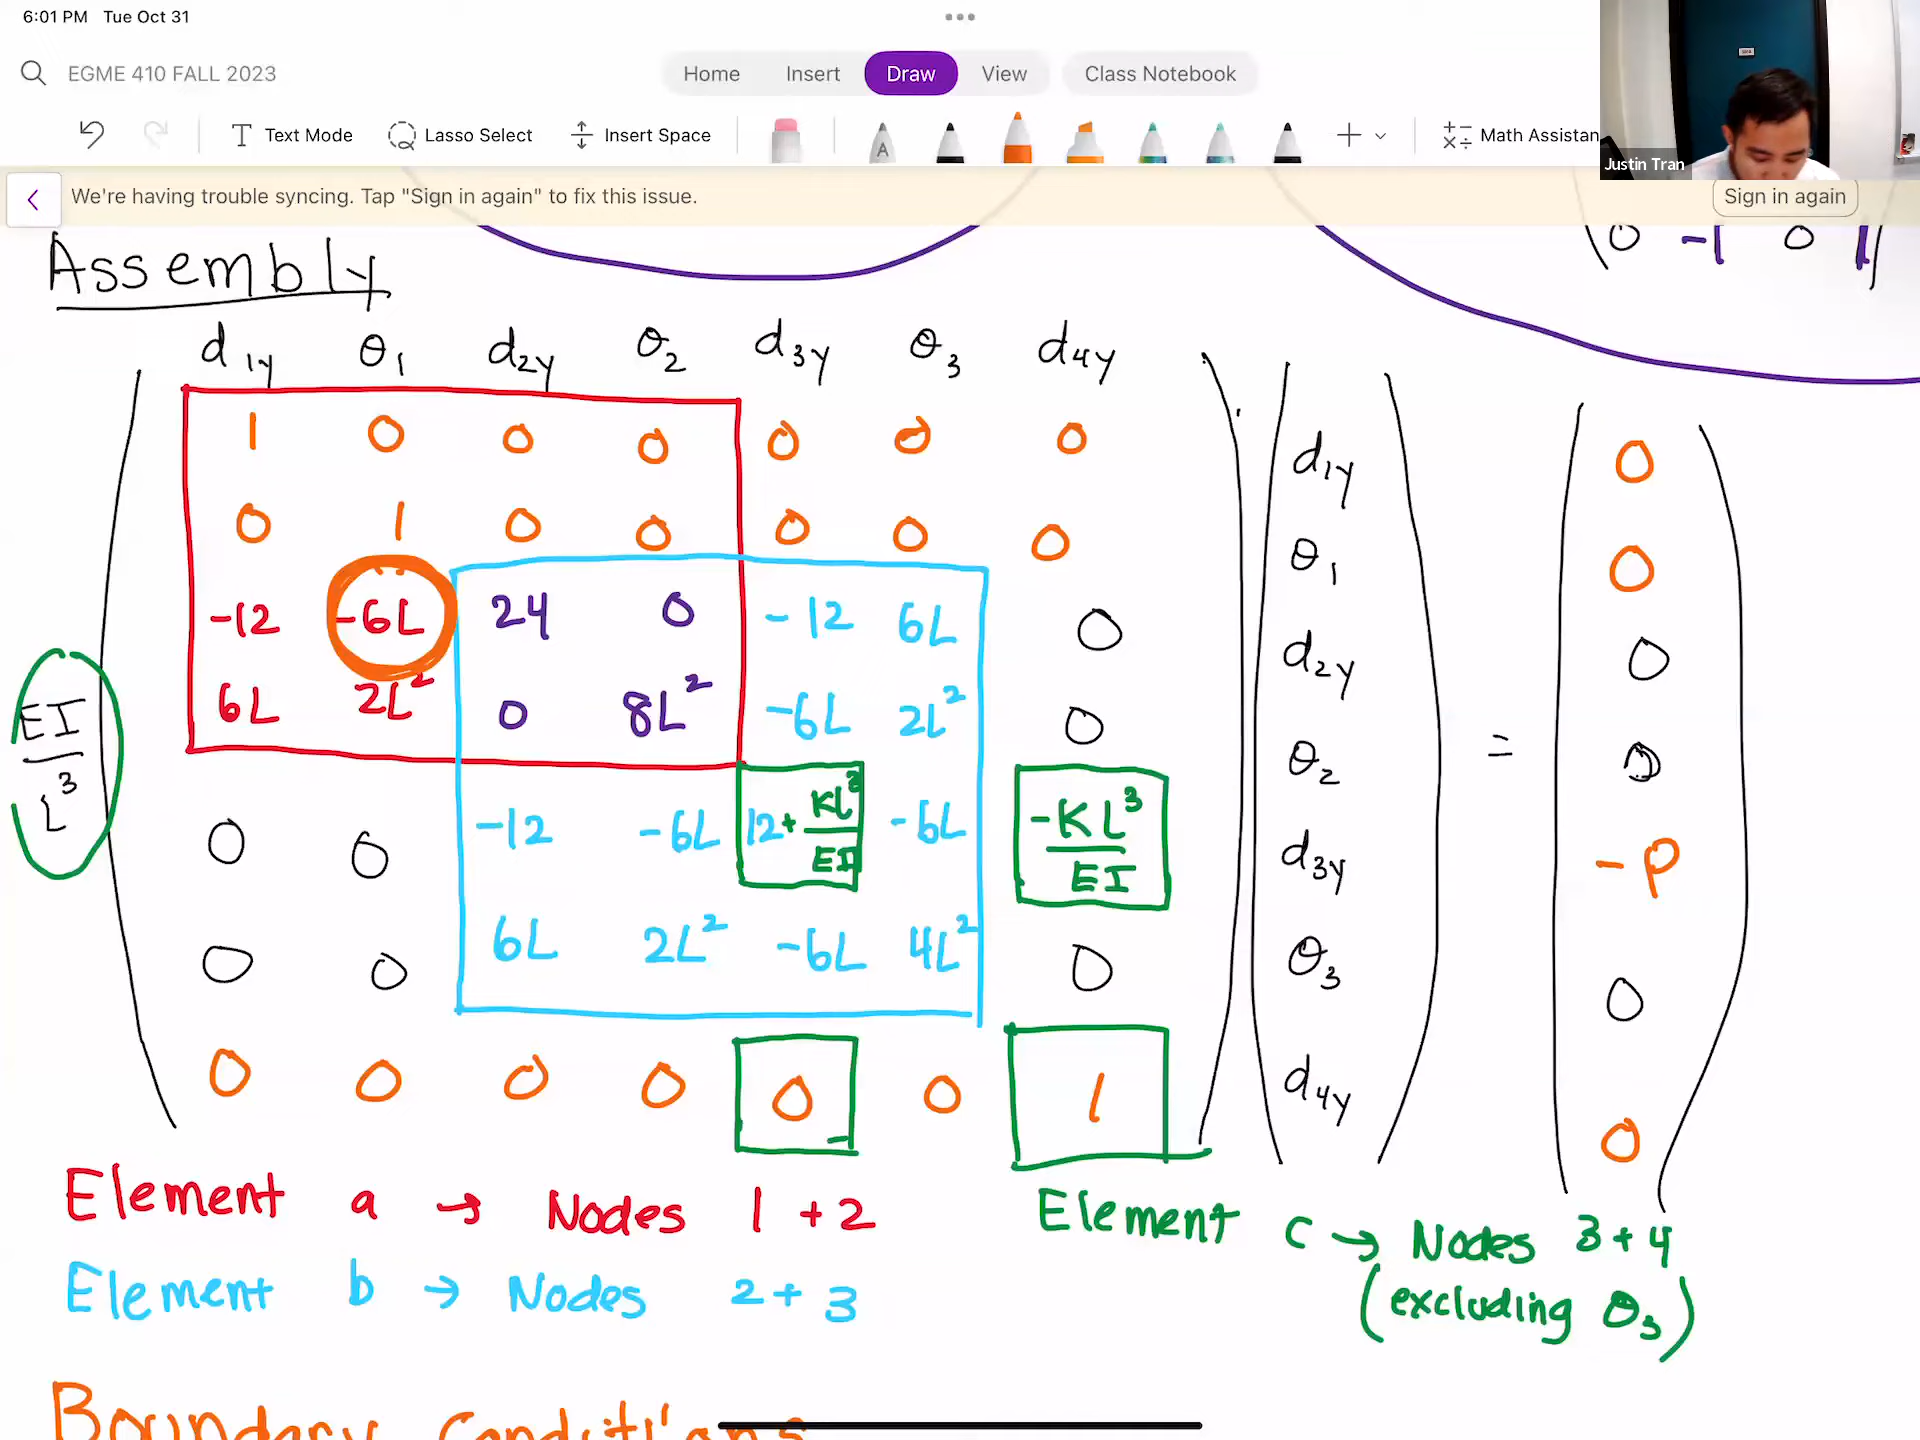 6:01 PM Tue Oct 31
EGME 410 FALL 2023
Home Insert Draw View Class Notebook
Text Mode Lasso Select Insert Space A Math Assistan
Justin Tran
We're having trouble syncing. Tap "Sign in again" to fix this issue.
Sign in again
0 -1 0 1
Assembly
d1y θ1 d2y θ2 d3y θ3 d4y
1 0 0 0 0 0 0 d1y 0
0 1 0 0 0 0 0 θ1 0
-12 -6L 24 0 -12 6L 0 d2y 0
EI/L³
6L 2L² 0 8L² -6L 2L² 0 θ2 = 0
0 0 -12 -6L 12+ KL³/EI -6L -KL³/EI d3y -P
0 0 6L 2L² -6L 4L² 0 θ3 0
0 0 0 0 0 0 1 d4y 0
Element a → Nodes 1 + 2
Element b → Nodes 2 + 3
Element c → Nodes 3 + 4
(excluding θ3)
Boundary Conditions